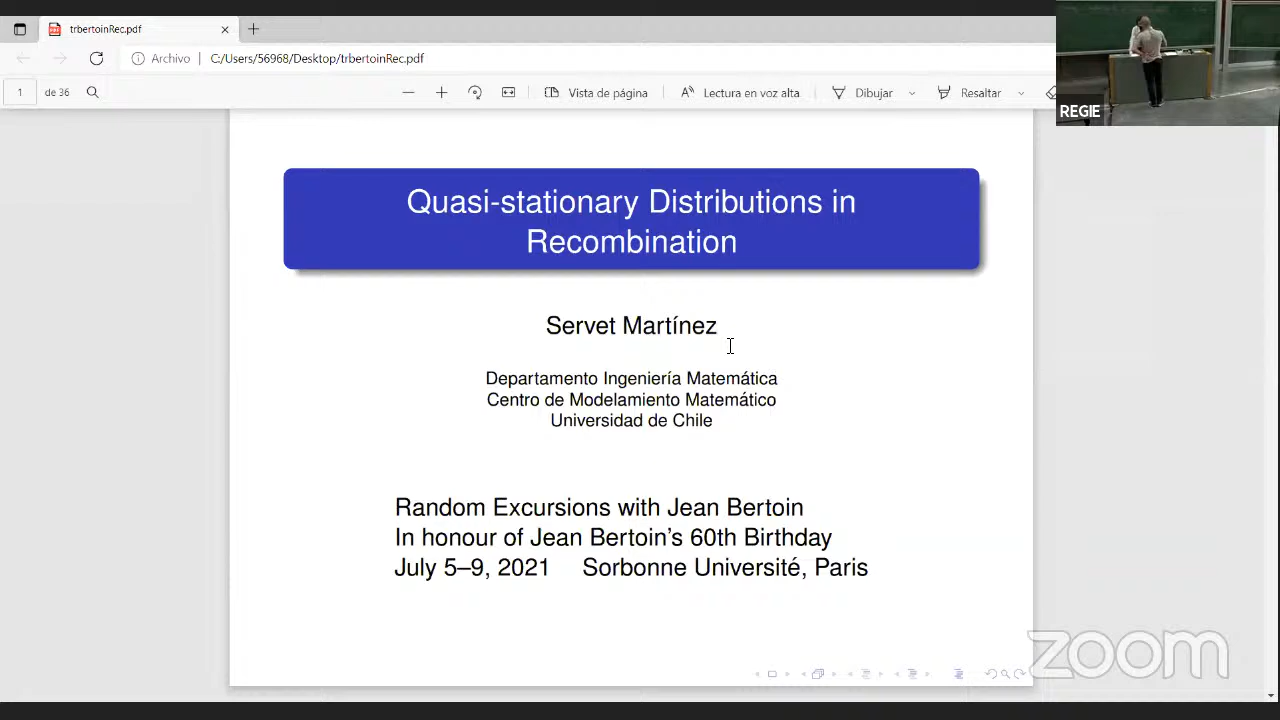 trbertoinRec.pdf
Archivo
C:/Users/56968/Desktop/trbertoinRec.pdf
1 de 36
Vista de página
Lectura en voz alta
Dibujar
Resaltar
REGIE
Quasi-stationary Distributions in
Recombination
Servet Martínez
Departamento Ingeniería Matemática
Centro de Modelamiento Matemático
Universidad de Chile
Random Excursions with Jean Bertoin
In honour of Jean Bertoin's 60th Birthday
July 5–9, 2021 Sorbonne Université, Paris
zoom